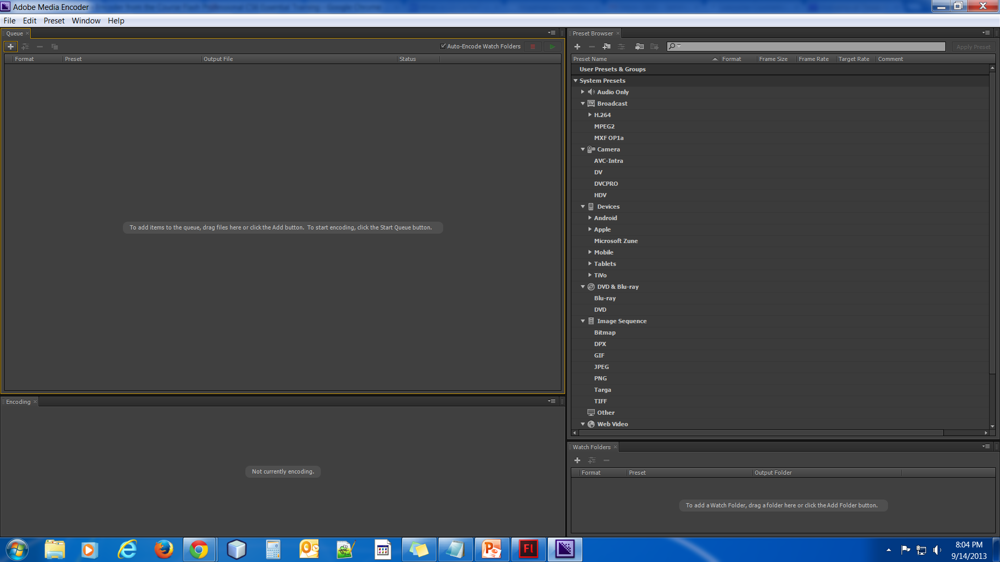 Adobe Media Encoder
File Edit Preset Window Help
Queue
Auto-Encode Watch Folders
Format Preset Output File Status
To add items to the queue, drag files here or click the Add button. To start encoding, click the Start Queue button.
Encoding
Not currently encoding.
Preset Browser
Apply Preset
Preset Name Format Frame Size Frame Rate Target Rate Comment
User Presets & Groups
System Presets
Audio Only
TV Broadcast
H.264
MPEG2
MXF OP1a
Camera
AVC-Intra
DV
DVCPRO
HDV
Devices
Android
Apple
Microsoft Zune
Mobile
Tablets
TiVo
DVD & Blu-ray
Blu-ray
DVD
Image Sequence
Bitmap
DPX
GIF
JPEG
PNG
Targa
TIFF
Other
Web Video
Watch Folders
Format Preset Output Folder
To add a Watch Folder, drag a folder here or click the Add Folder button.
Fl
8:04 PM
9/14/2013